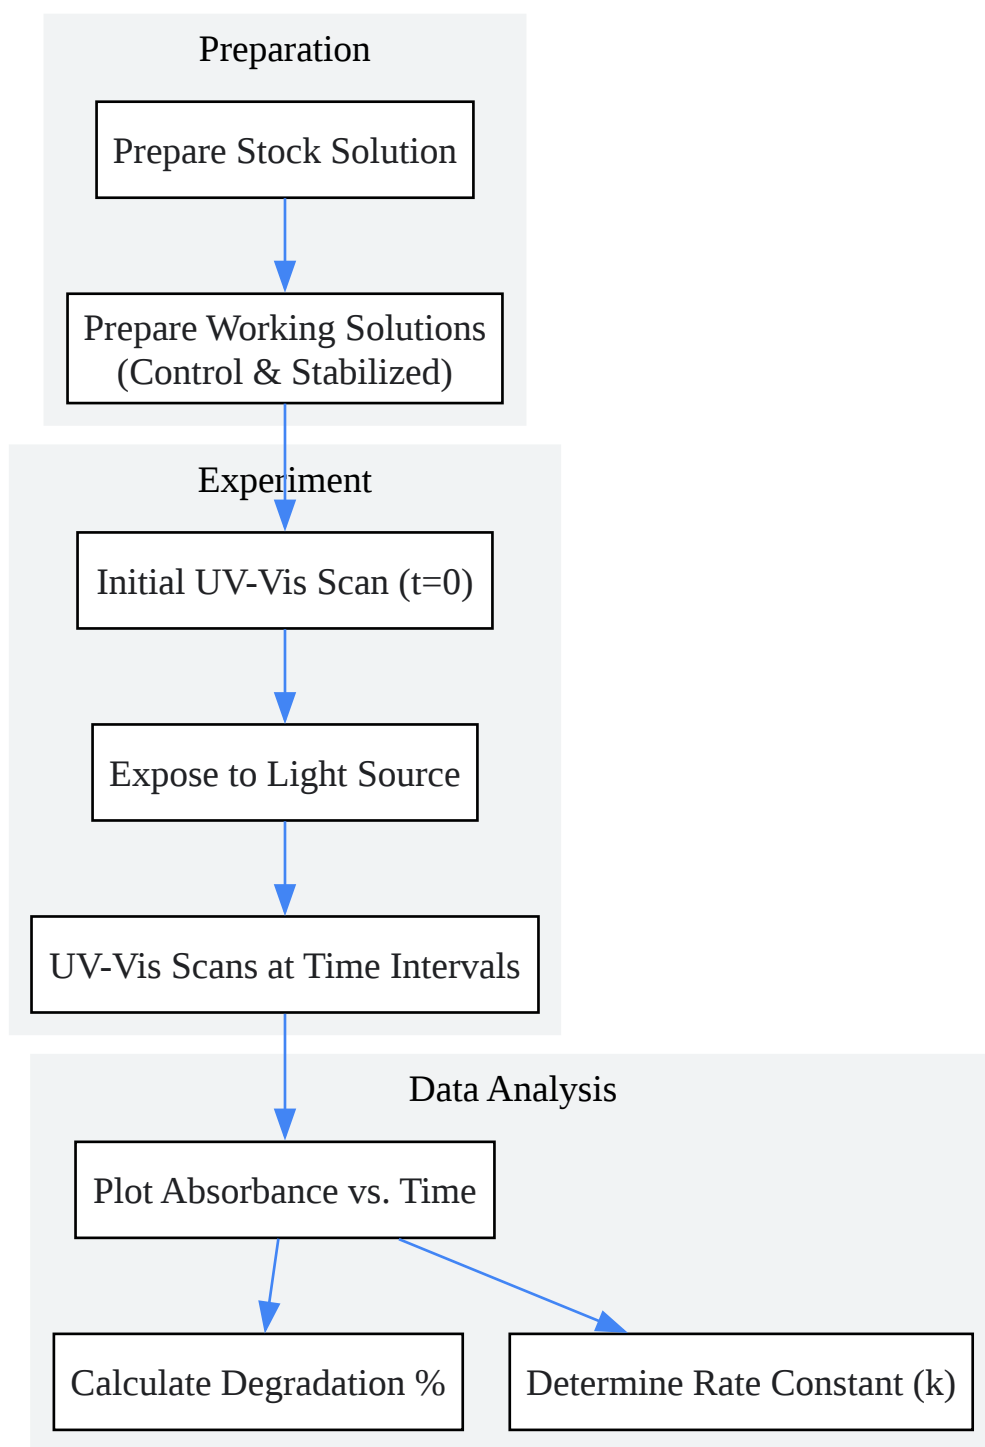 Preparation
Prepare Stock Solution
Prepare Working Solutions
(Control & Stabilized)
Experiment
Initial UV-Vis Scan (t=0)
Expose to Light Source
UV-Vis Scans at Time Intervals
Data Analysis
Plot Absorbance vs. Time
Calculate Degradation %
Determine Rate Constant (k)